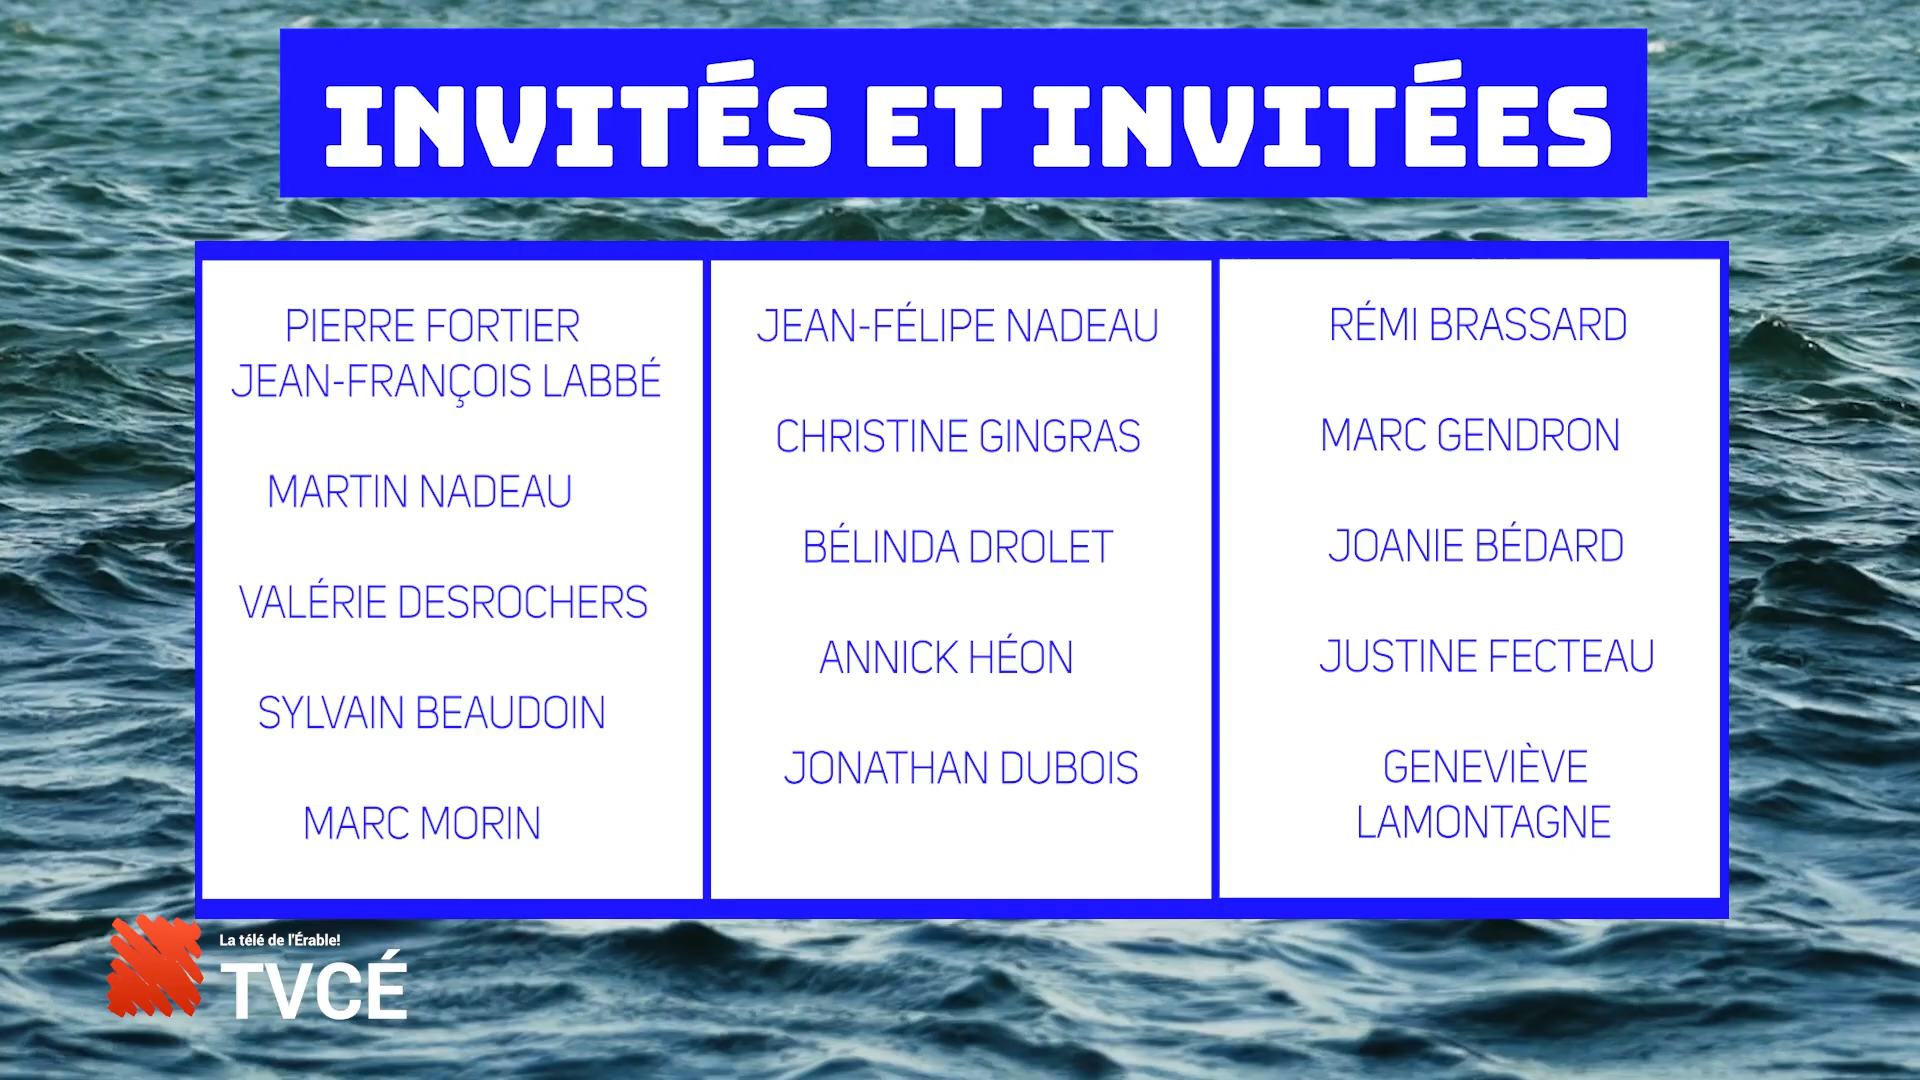 INVITÉS ET INVITÉES
PIERRE FORTIER
JEAN-FRANÇOIS LABBÉ
MARTIN NADEAU
VALÉRIE DESROCHERS
SYLVAIN BEAUDOIN
MARC MORIN
JEAN-FÉLIPE NADEAU
CHRISTINE GINGRAS
BÉLINDA DROLET
ANNICK HÉON
JONATHAN DUBOIS
RÉMI BRASSARD
MARC GENDRON
JOANIE BÉDARD
JUSTINE FECTEAU
GENEVIÈVE
LAMONTAGNE
La télé de l'Érable!
TVCÉ